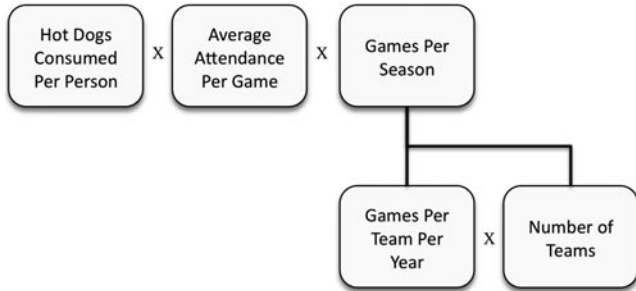 Hot Dogs
Consumed
Per Person
X
Average
Attendance
Per Game
X
Games Per
Season
Games Per
Team Per
Year
X
Number of
Teams